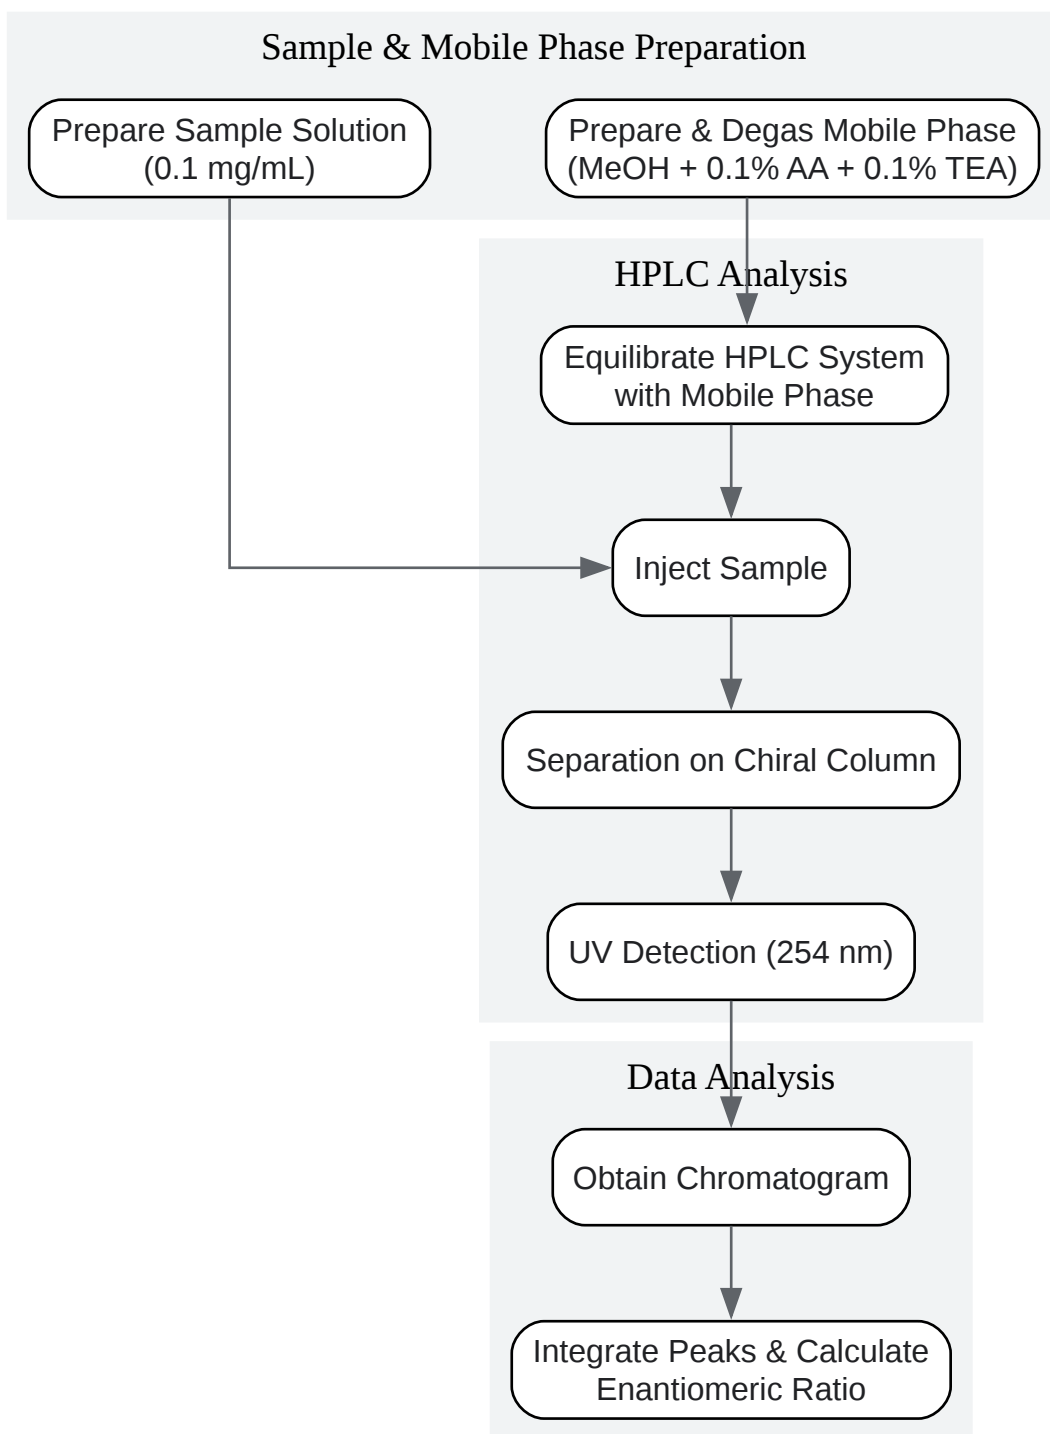 Sample & Mobile Phase Preparation
Prepare Sample Solution
(0.1 mg/mL)
Prepare & Degas Mobile Phase
(MeOH + 0.1% AA + 0.1% TEA)
HPLC Analysis
Equilibrate HPLC System
with Mobile Phase
Inject Sample
Separation on Chiral Column
UV Detection (254 nm)
Data Analysis
Obtain Chromatogram
Integrate Peaks & Calculate
Enantiomeric Ratio